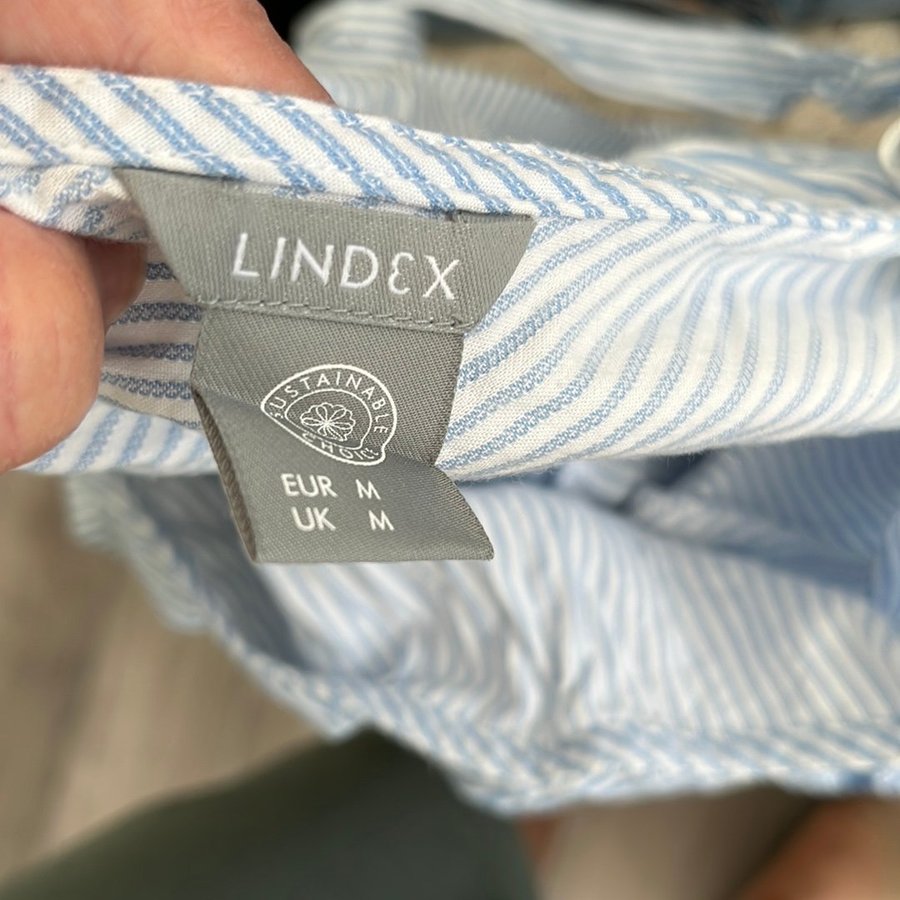 LINDEX
SUSTAINABLE
CHOICE
EUR M
UK M